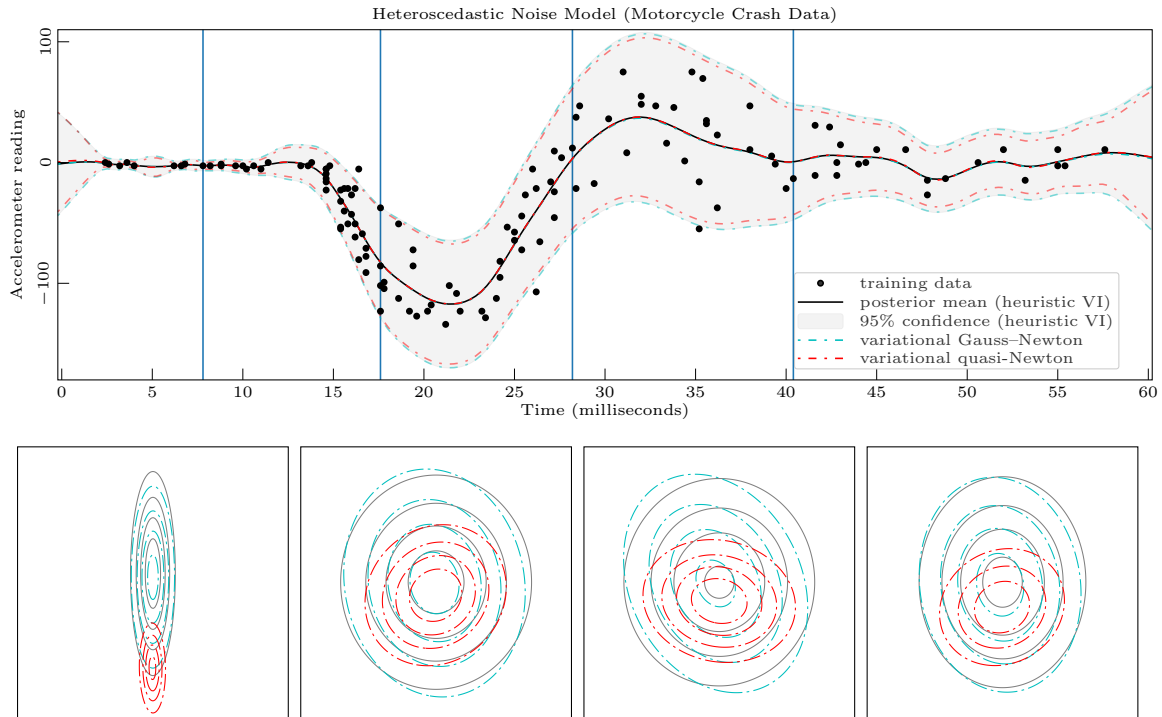 Heteroscedastic Noise Model (Motorcycle Crash Data)
100
0
−100
Accelerometer reading
training data
posterior mean (heuristic VI)
95% confidence (heuristic VI)
variational Gauss–Newton
variational quasi-Newton
0 5 10 15 20 25 30 35 40 45 50 55 60
Time (milliseconds)